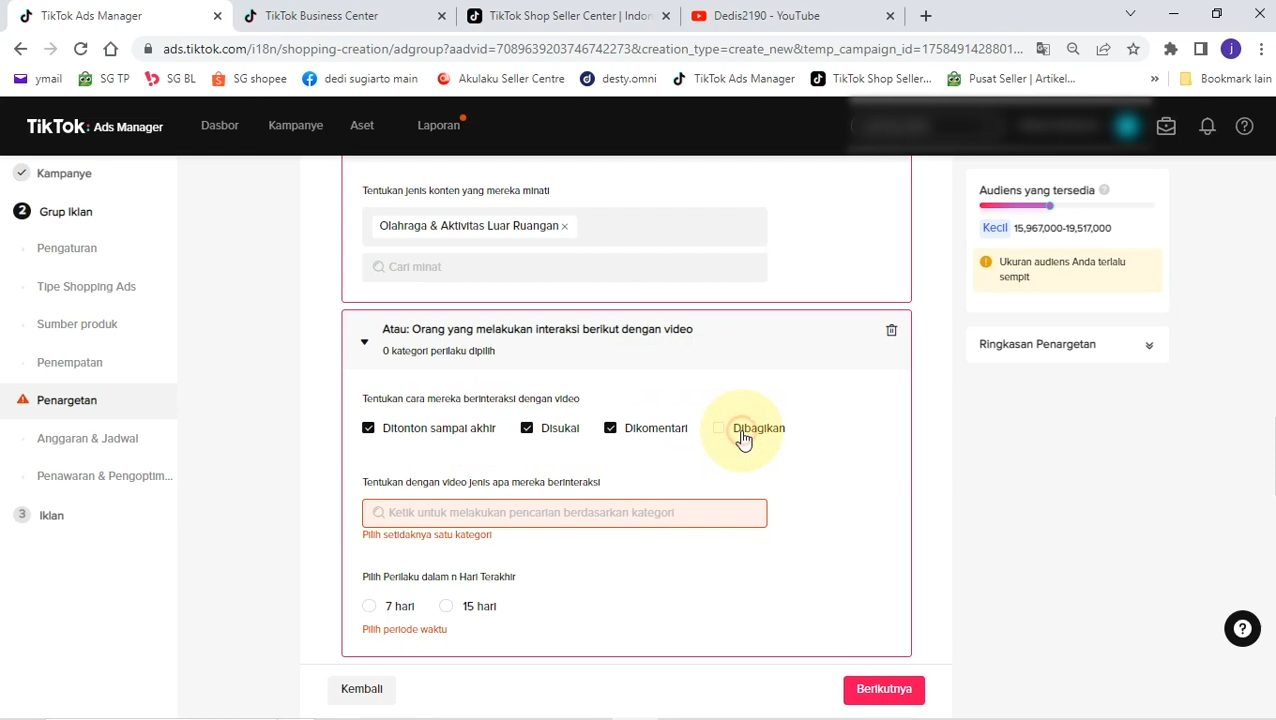 TikTok Ads Manager
TikTok Business Center
TikTok Shop Seller Center | Indon
Dedis2190 - YouTube
ads.tiktok.com/i18n/shopping-creation/adgroup?aadvid=7089639203746742273&creation_type=create_new&temp_campaign_id=1758491428801...
j
ymail
SG TP
SG BL
SG shopee
dedi sugiarto main
Akulaku Seller Centre
desty.omni
TikTok Ads Manager
TikTok Shop Seller...
Pusat Seller | Artikel...
»
Bookmark lain
TikTok: Ads Manager
Dasbor
Kampanye
Aset
Laporan
Kampanye
2 Grup Iklan
Pengaturan
Tipe Shopping Ads
Sumber produk
Penempatan
Penargetan
Anggaran & Jadwal
Penawaran & Pengoptim...
3 Iklan
Tentukan jenis konten yang mereka minati
Olahraga & Aktivitas Luar Ruangan ×
Cari minat
Atau: Orang yang melakukan interaksi berikut dengan video
0 kategori perilaku dipilih
Tentukan cara mereka berinteraksi dengan video
Ditonton sampai akhir
Disukai
Dikomentari
Dibagikan
Tentukan dengan video jenis apa mereka berinteraksi
Ketik untuk melakukan pencarian berdasarkan kategori
Pilih setidaknya satu kategori
Pilih Perilaku dalam n Hari Terakhir
7 hari
15 hari
Pilih periode waktu
Kembali
Berikutnya
Audiens yang tersedia
Kecil 15,967,000-19,517,000
Ukuran audiens Anda terlalu
sempit
Ringkasan Penargetan